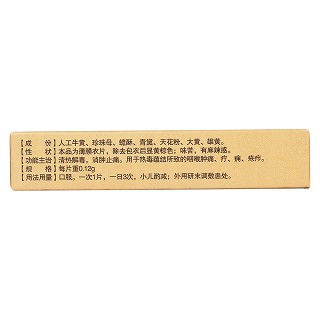 【成　　份】人工牛黄、珍珠母、蟾酥、青黛、天花粉、大黄、雄黄。
【性　　状】本品为薄膜衣片，除去包衣后显黄棕色；味苦，有麻辣感。
【功能主治】清热解毒，消肿止痛。用于热毒蕴结所致的咽喉肿痛、疔、痈、疮疖。
【规　　格】每片重0.12g
【用法用量】口服。一次1片，一日3次，小儿酌减；外用研末调敷患处。